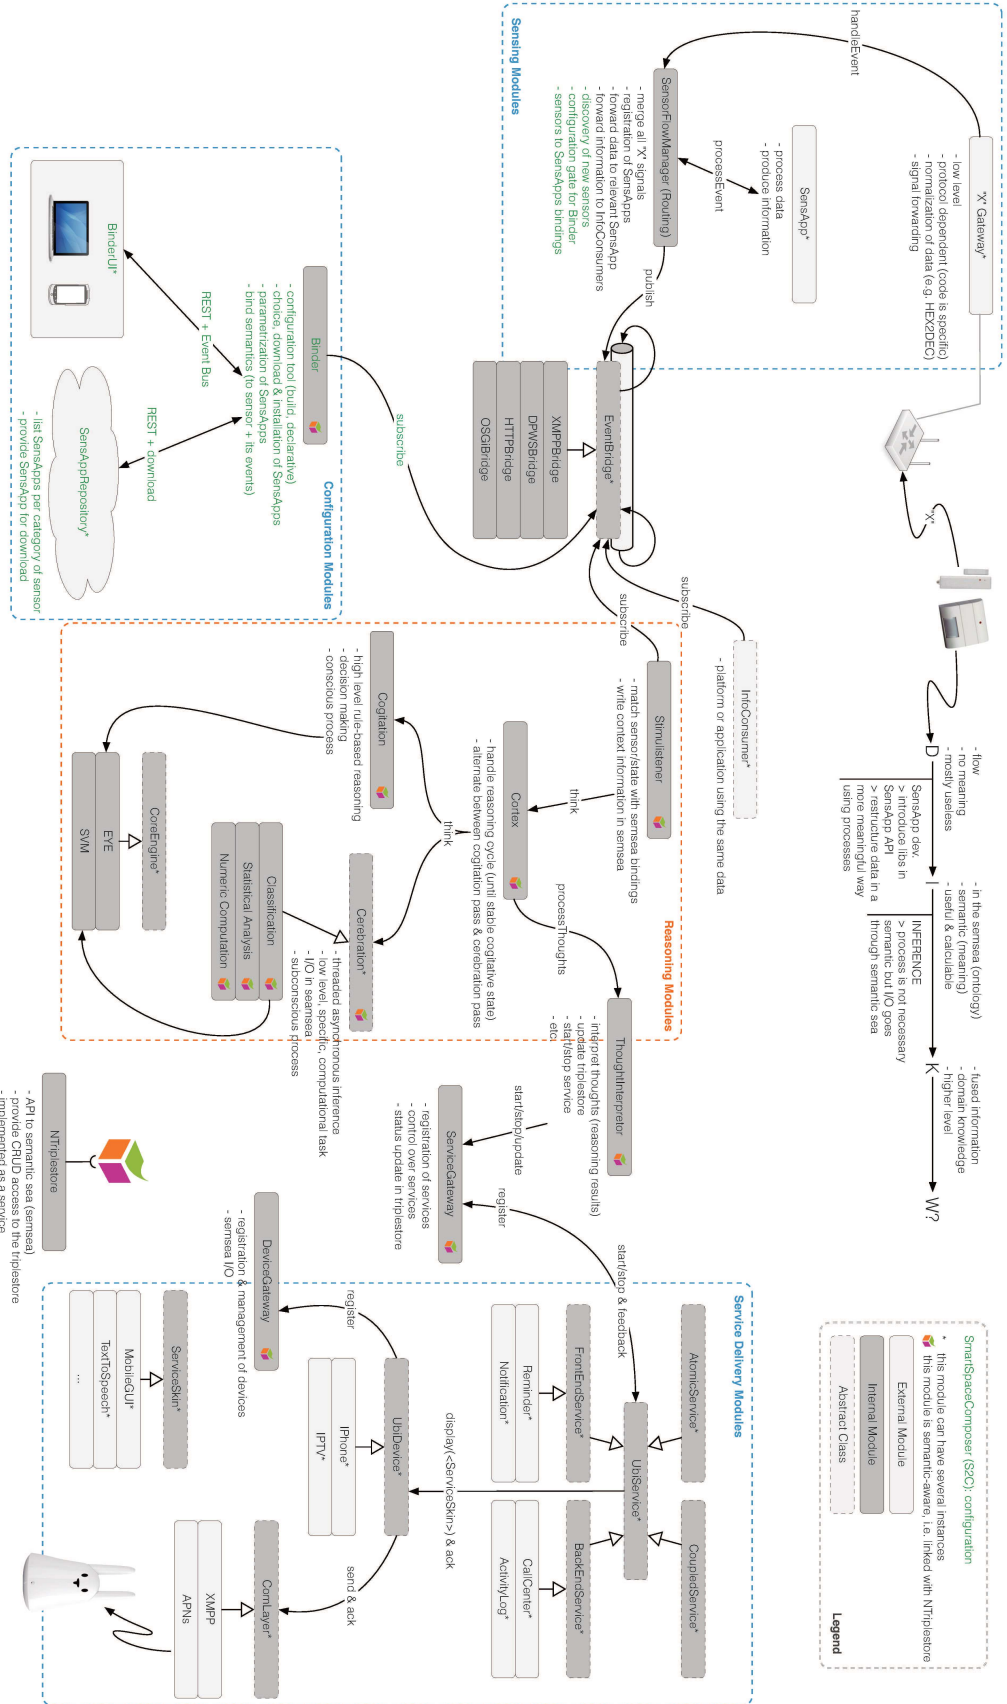 "X" Gateway*
- low level
- protocol dependent (code is specific)
- normalization of data (e.g. HEX2DEC)
- signal forwarding
handleEvent
SensApp*
- process data
- produce information
processEvent
SensorFlowManager (Routing)
- merge all "X" signals
- registration of SensApps
- forward data to relevant SensApp
- forward information to InfoConsumers
- discovery of new sensors
- configuration gate for Binder
- sensors to SensApps bindings
Sensing Modules
publish
"X"
D
- flow
- no meaning
- mostly useless
SensApp dev.
> introduce libs in
SensApp API
> restructure data in a
more meaningful way
using processes
I
- in the semsea (ontology)
- semantic (meaning)
- useful & calculable
INFERENCE
> process is not necessary
semantic but I/O goes
through semantic sea
K
- fused information
- domain knowledge
- higher level
W?
SmartSpaceComposer (S2C): configuration
* this module can have several instances
this module is semantic-aware, i.e. linked with NTriplestore
External Module
Internal Module
Abstract Class
Legend
EventBridge*
XMPPBridge
DPWSBridge
HTTPBridge
OSGiBridge
subscribe
InfoConsumer*
- platform or application using the same data
subscribe
subscribe
Configuration Modules
Binder
- configuration tool (build, declarative)
- choice, download & installation of SensApps
- parametrization of SensApps
- bind semantics (to sensor + its events)
REST + Event Bus
REST + download
BinderUI*
SensAppRepository*
- list SensApps per category of sensor
- provide SensApp for download
Reasoning Modules
Stimulistener
- match sensor/state with semsea bindings
- write context information in semsea
think
Cortex
- handle reasoning cycle (until stable cogitative state)
- alternate between cogitation pass & cerebration pass
think
processThoughts
Cogitation
- high level rule-based reasoning
- decision making
- conscious process
Cerebration*
- threaded asynchronous inference
- low level, specific, computational task
- I/O in seamsea
- subconscious process
Classification
Statistical Analysis
Numeric Computation
CoreEngine*
EYE
SVM
ThoughtInterpretor
- interpret thoughts (reasoning results)
- update triplestore
- start/stop service
- etc.
start/stop/update
ServiceGateway
- registration of services
- control over services
- status update in triplestore
register
start/stop & feedback
NTriplestore
- API to semantic sea (semsea)
- provide CRUD access to the triplestore
- implemented as a service
Service Delivery Modules
AtomicService*
CoupledService*
UbiService*
FrontEndService*
Reminder*
Notification*
BackEndService*
CallCenter*
ActivityLog*
display(<ServiceSkin>) & ack
UbiDevice*
IPhone*
IPTV*
register
send & ack
DeviceGateway
- registration & management of devices
- semsea I/O
ComLayer*
XMPP
APNs
ServiceSkin*
MobileGUI*
TextToSpeech*
...